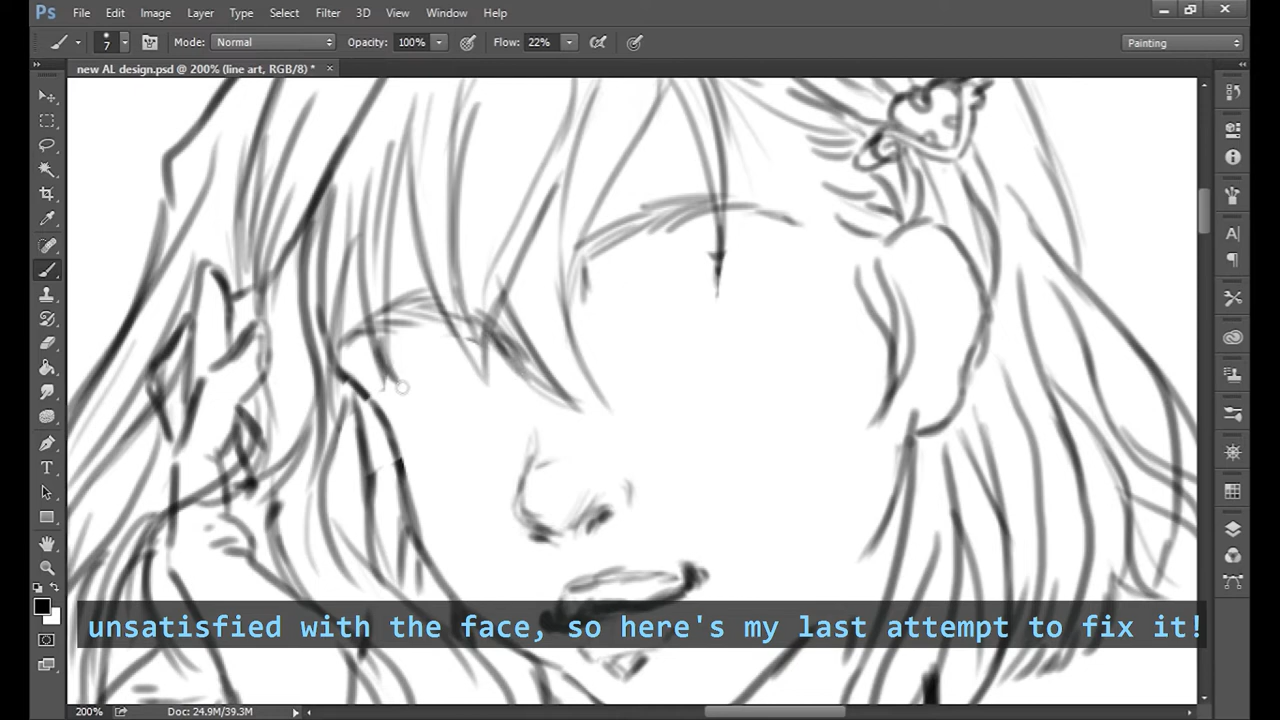 Ps File Edit Image Layer Type Select Filter 3D View Window Help
7 Mode: Normal Opacity: 100% Flow: 22% Painting
new AL design.psd @ 200% (line art, RGB/8) *
unsatisfied with the face, so here's my last attempt to fix it!
200% Doc: 24.9M/39.3M